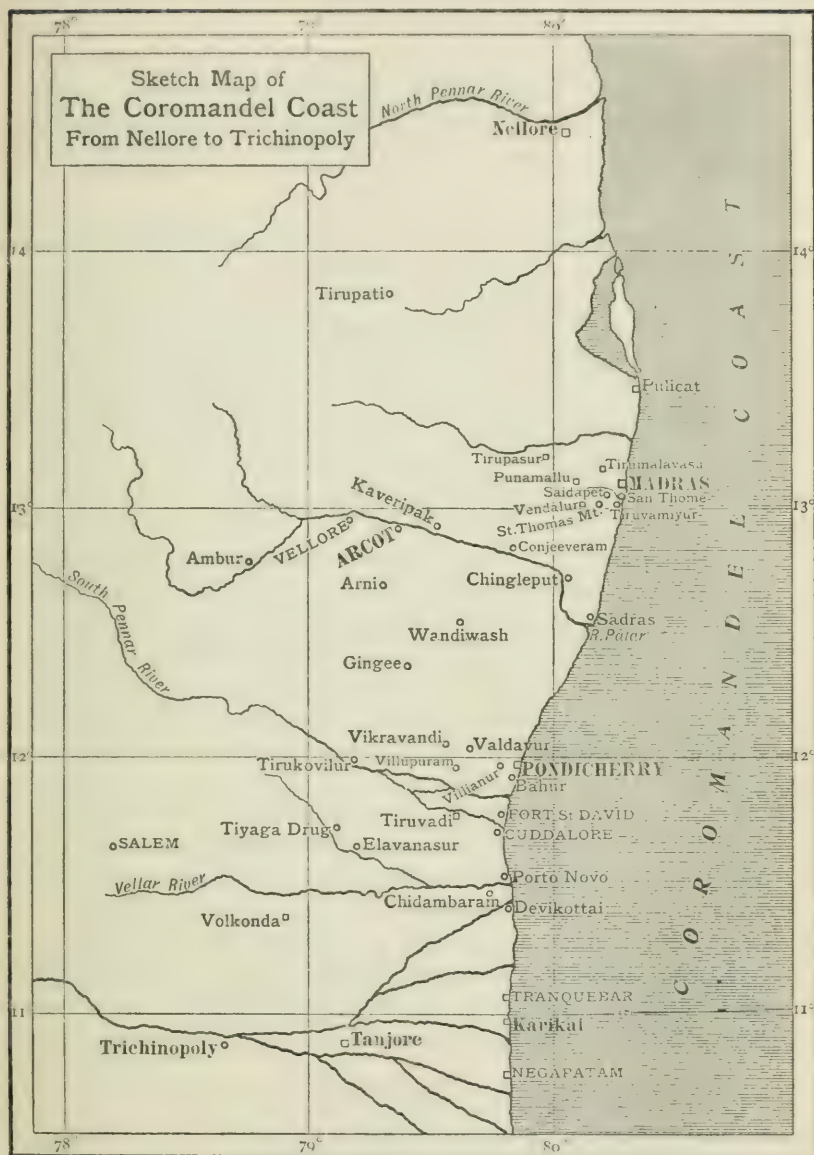 78° 79° 80
Sketch Map of
The Coromandel Coast
From Nellore to Trichinopoly
North Pennar River
Nellore
14° 14°
Tirupati
Pulicat
Tirupasur
Tirumalavasa
Punamallu
MADRAS
Saidapet
San Thome
Vendalur
13° 13°
St. Thomas Mt.
Tiruvamiyur
Kaveripak
VELLORE
ARCOT
Conjeeveram
Ambur
Arni
Chingleput
South Pennar River
Sadras
R. Palar
Wandiwash
Gingee
Vikravandi
Valdavur
12° 12°
Tirukovilur
Villupuram
Villianur
PONDICHERRY
Bahur
Tiruvadi
FORT St DAVID
Tiyaga Drug
CUDDALORE
SALEM
Elavanasur
Vellar River
Porto Novo
Chidambaram
Devikottai
Volkonda
TRANQUEBAR
11° 11°
Karikal
Trichinopoly
Tanjore
NEGAPATAM
COROMANDEL COAST
78° 79° 80°